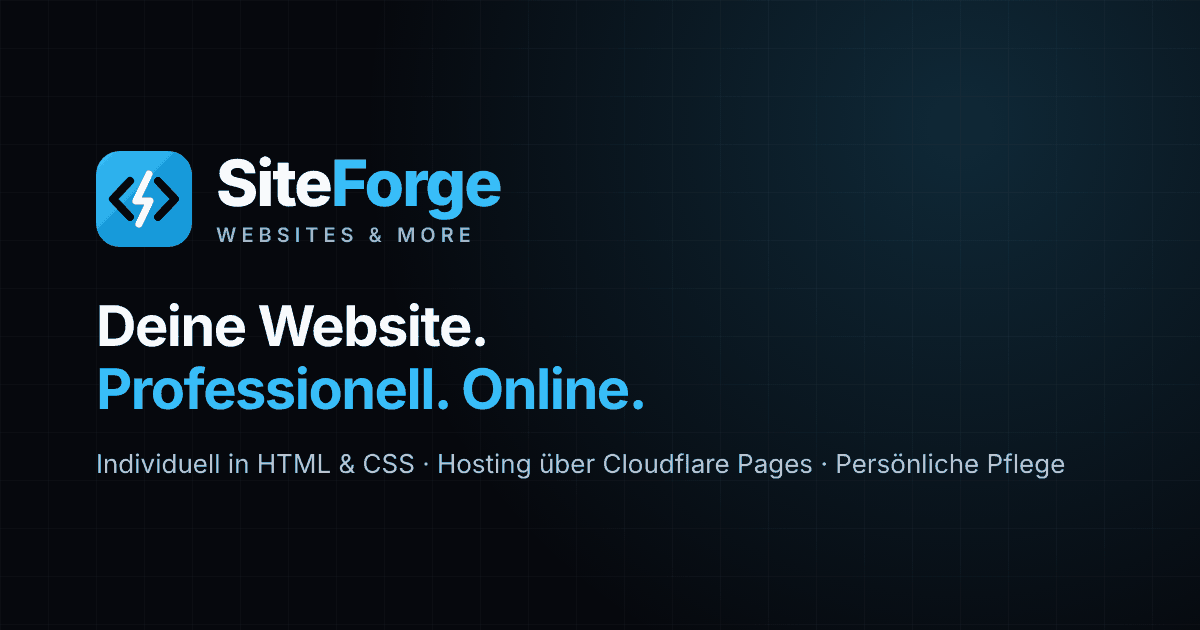 SiteForge
WEBSITES & MORE
Deine Website.
Professionell. Online.
Individuell in HTML & CSS · Hosting über Cloudflare Pages · Persönliche Pflege